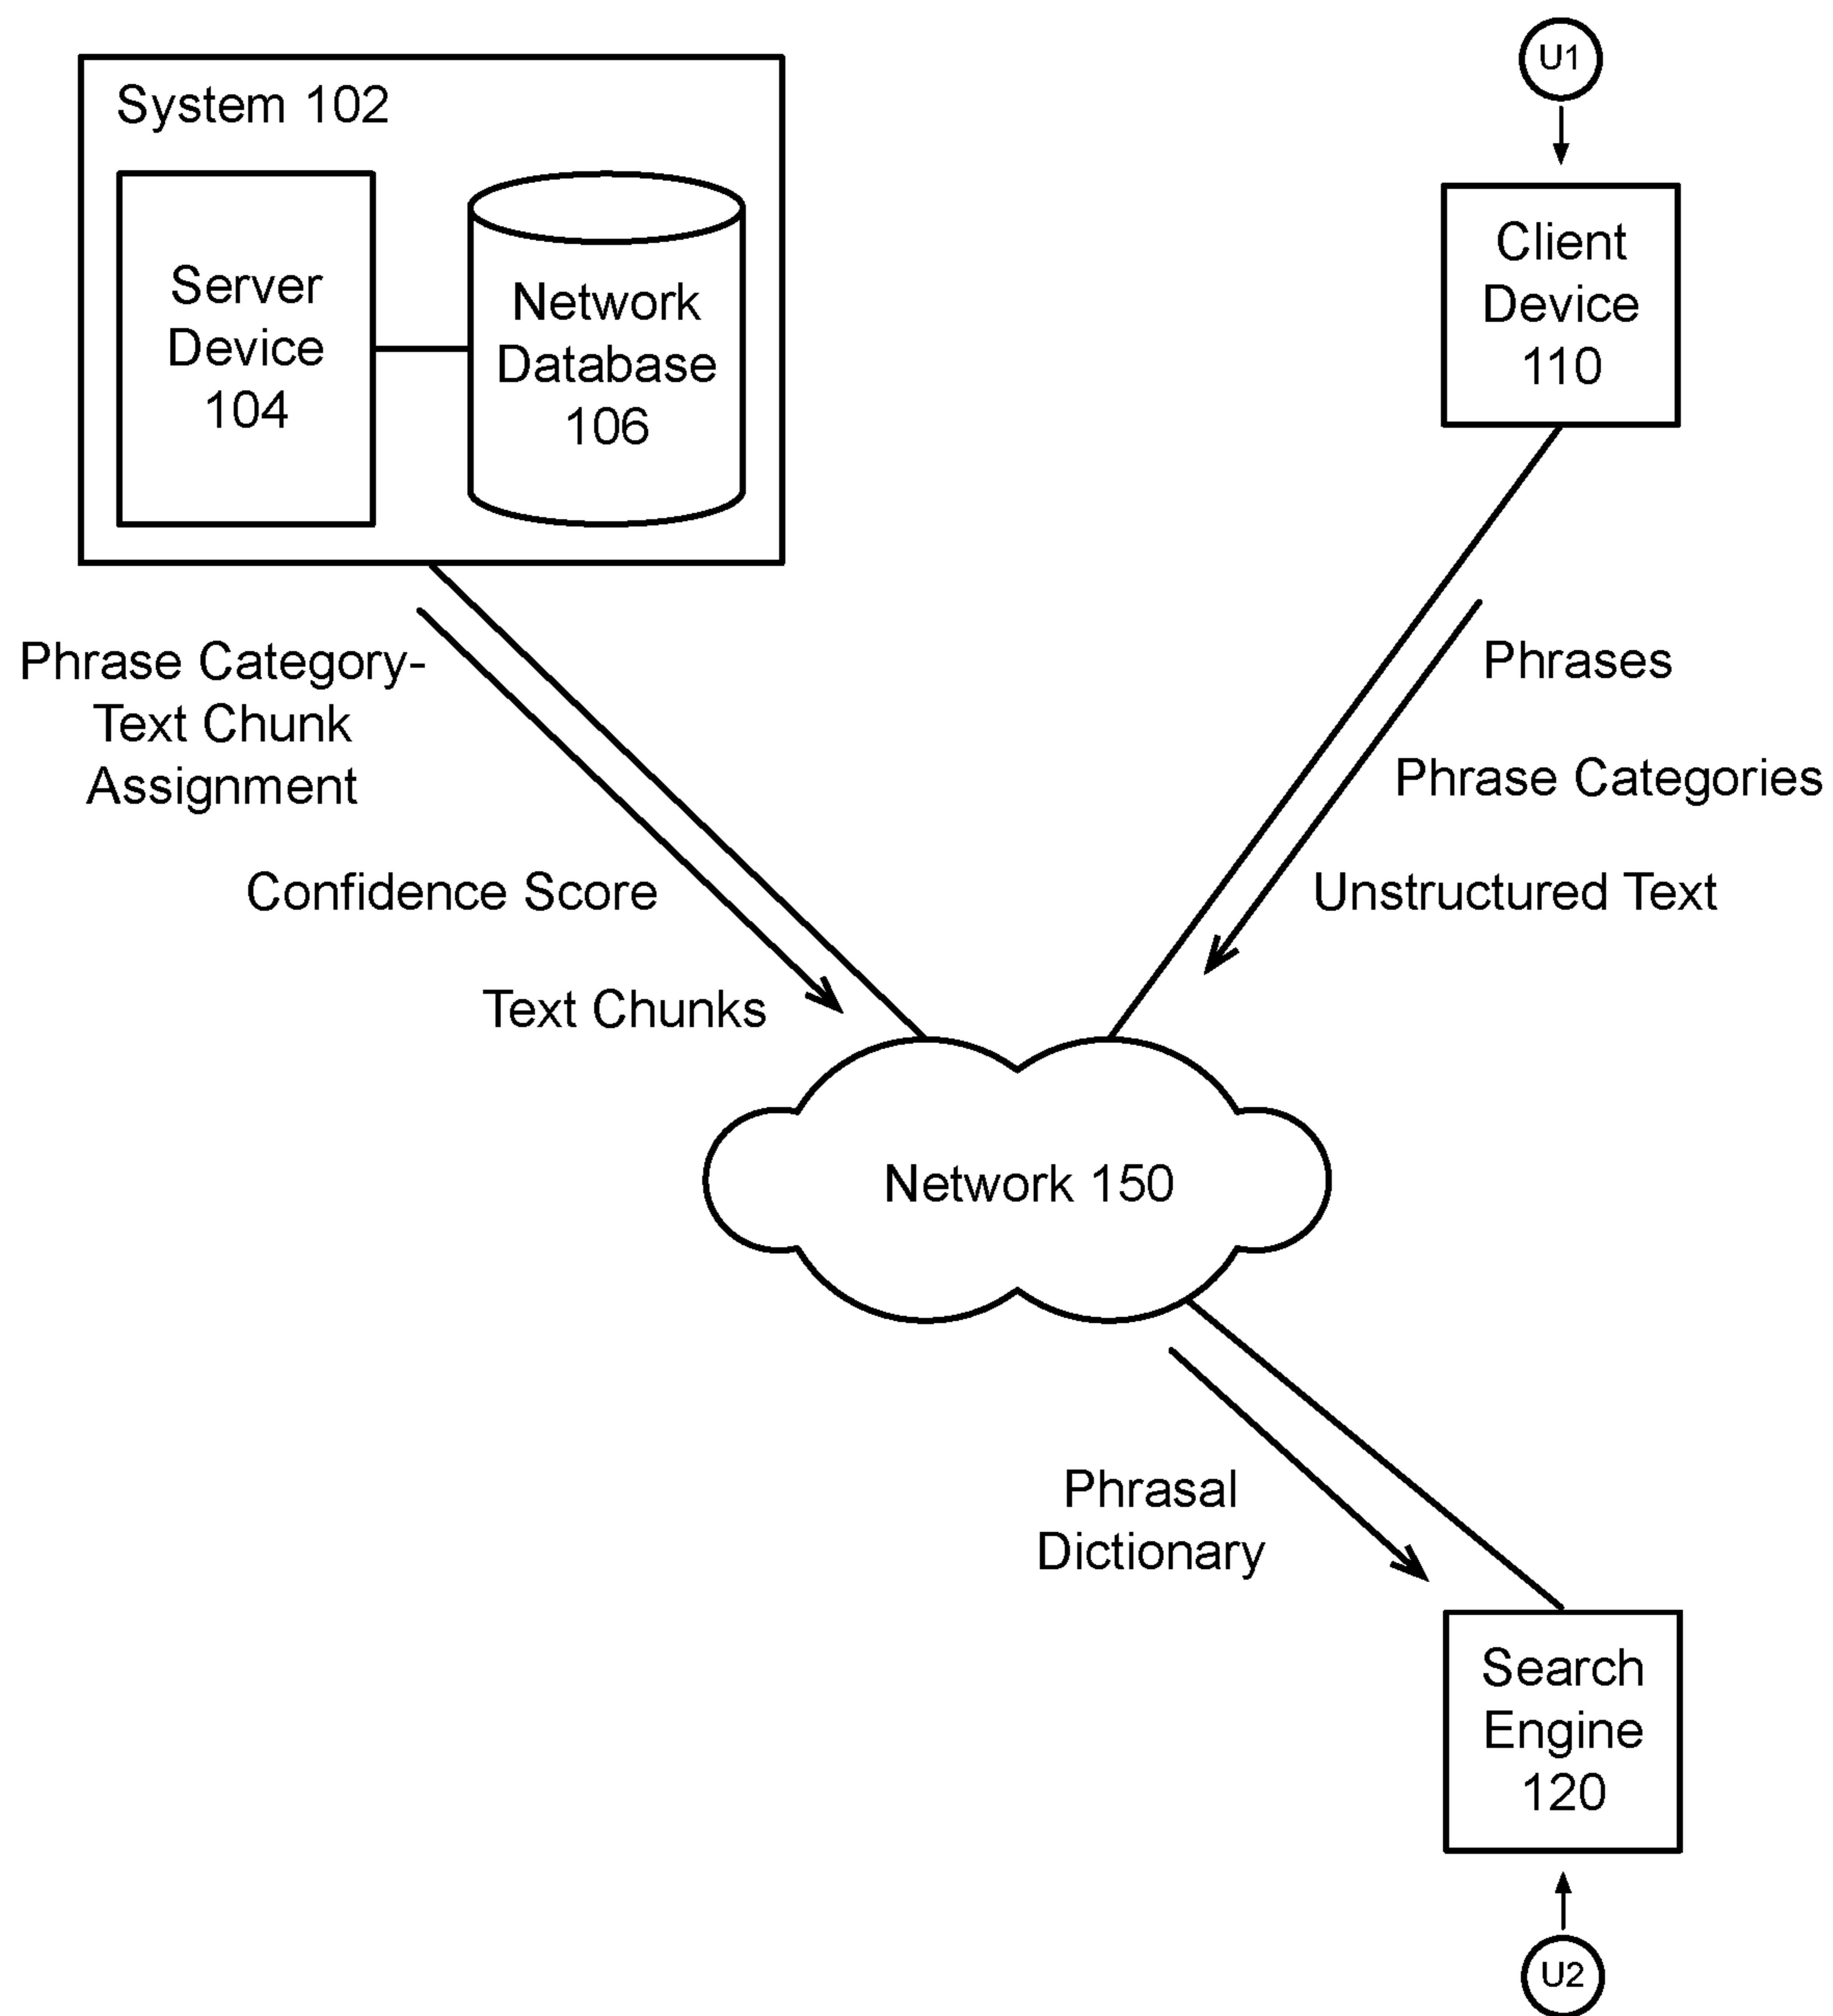 U1
System 102
Server
Device
104
Network
Database
106
Client
Device
110
Phrase Category-
Text Chunk
Assignment
Confidence Score
Text Chunks
Phrases
Phrase Categories
Unstructured Text
Network 150
Phrasal
Dictionary
Search
Engine
120
U2